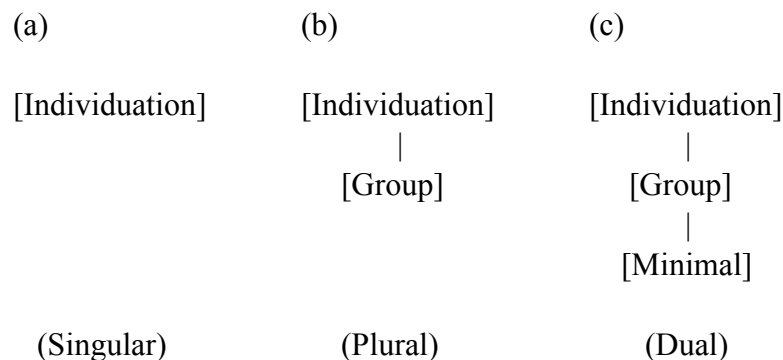 (a) (b) (c)
[Individuation] [Individuation] [Individuation]
| |
[Group] [Group]
|
[Minimal]
(Singular) (Plural) (Dual)